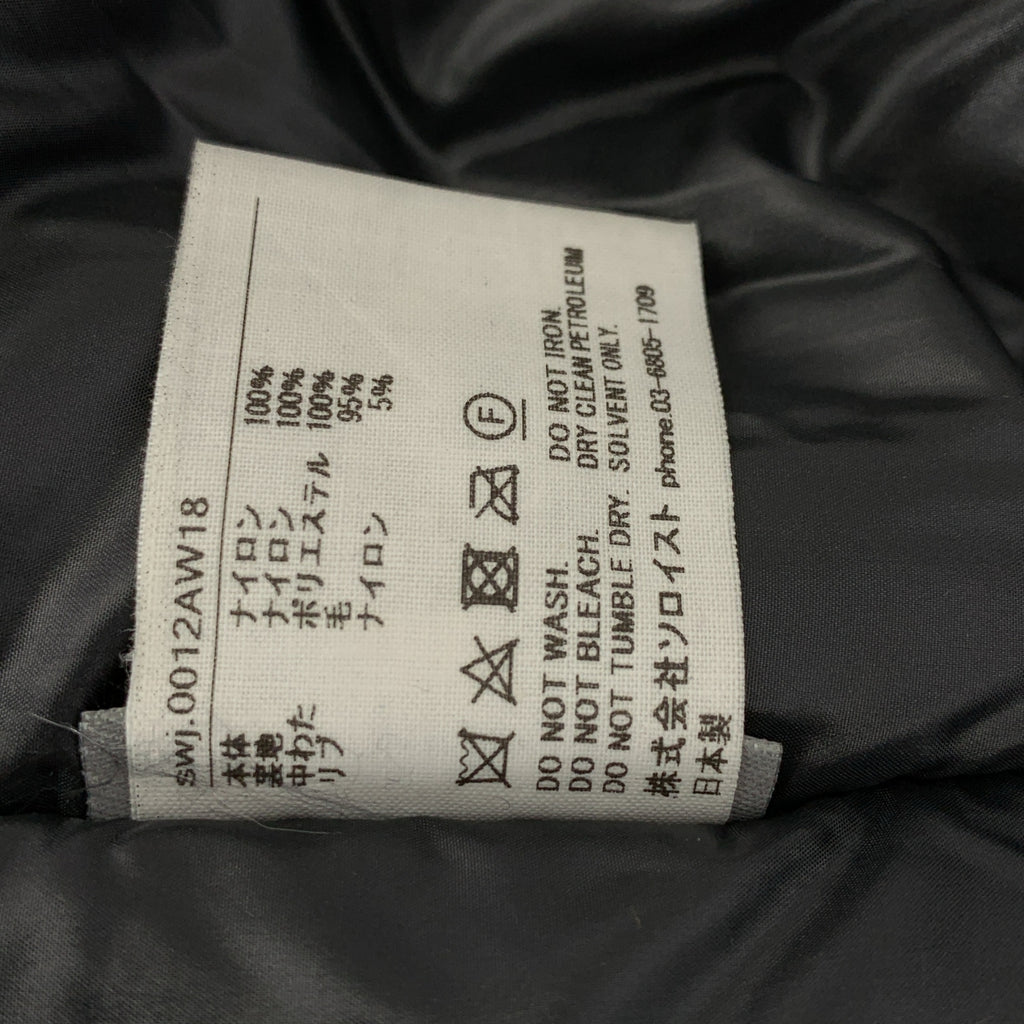 swj.0012AW18
本体 ナイロン 100%
裏地 ナイロン 100%
中わた ポリエステル 100%
リブ 毛 95%
ナイロン 5%
F
DO NOT WASH. DO NOT IRON.
DO NOT BLEACH. DRY CLEAN PETROLEUM
DO NOT TUMBLE DRY. SOLVENT ONLY.
株式会社ソロイスト phone.03-6805-1709
日本製